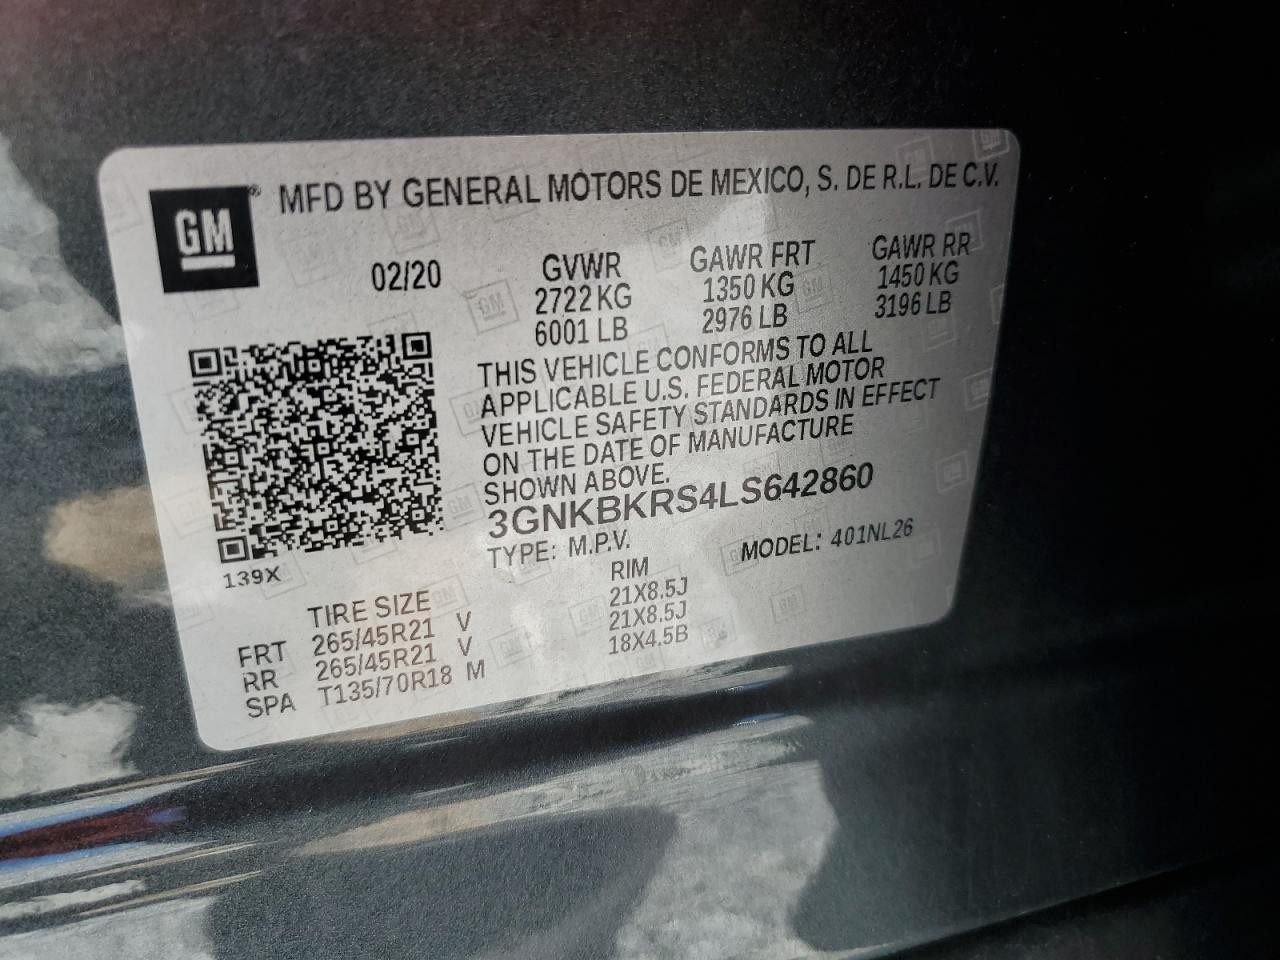 GM® MFD BY GENERAL MOTORS DE MEXICO, S. DE R.L. DE C.V.
02/20 GVWR GAWR FRT GAWR RR
2722 KG 1350 KG 1450 KG
6001 LB 2976 LB 3196 LB
THIS VEHICLE CONFORMS TO ALL
APPLICABLE U.S. FEDERAL MOTOR
VEHICLE SAFETY STANDARDS IN EFFECT
ON THE DATE OF MANUFACTURE
SHOWN ABOVE.
3GNKBKRS4LS642860
TYPE: M.P.V. MODEL: 401NL26
139X
TIRE SIZE RIM
FRT 265/45R21 V 21X8.5J
RR 265/45R21 V 21X8.5J
SPA T135/70R18 M 18X4.5B